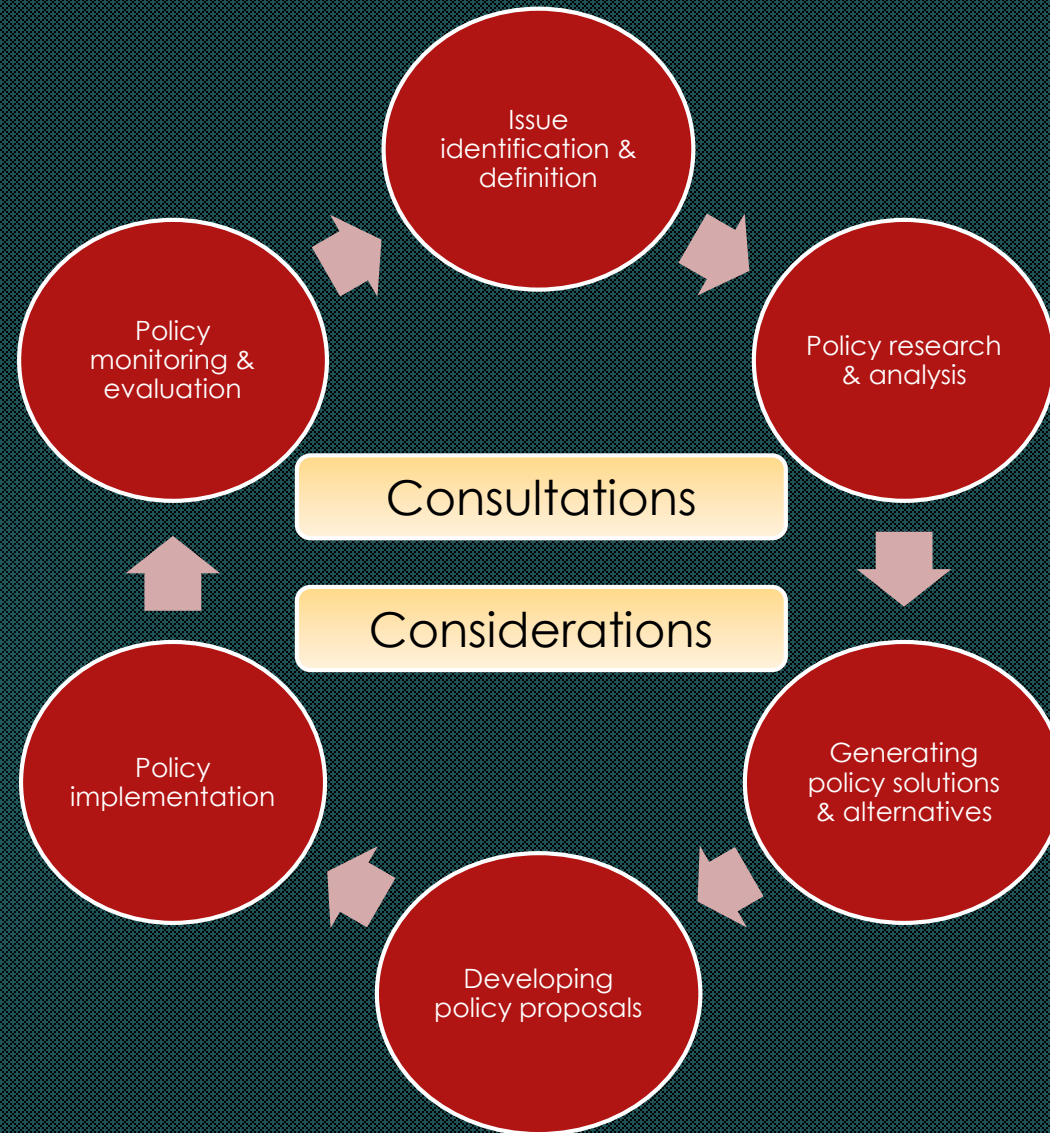 Issue
identification &
definition
Policy research
& analysis
Generating
policy solutions
& alternatives
Developing
policy proposals
Policy
implementation
Policy
monitoring &
evaluation
Consultations
Considerations